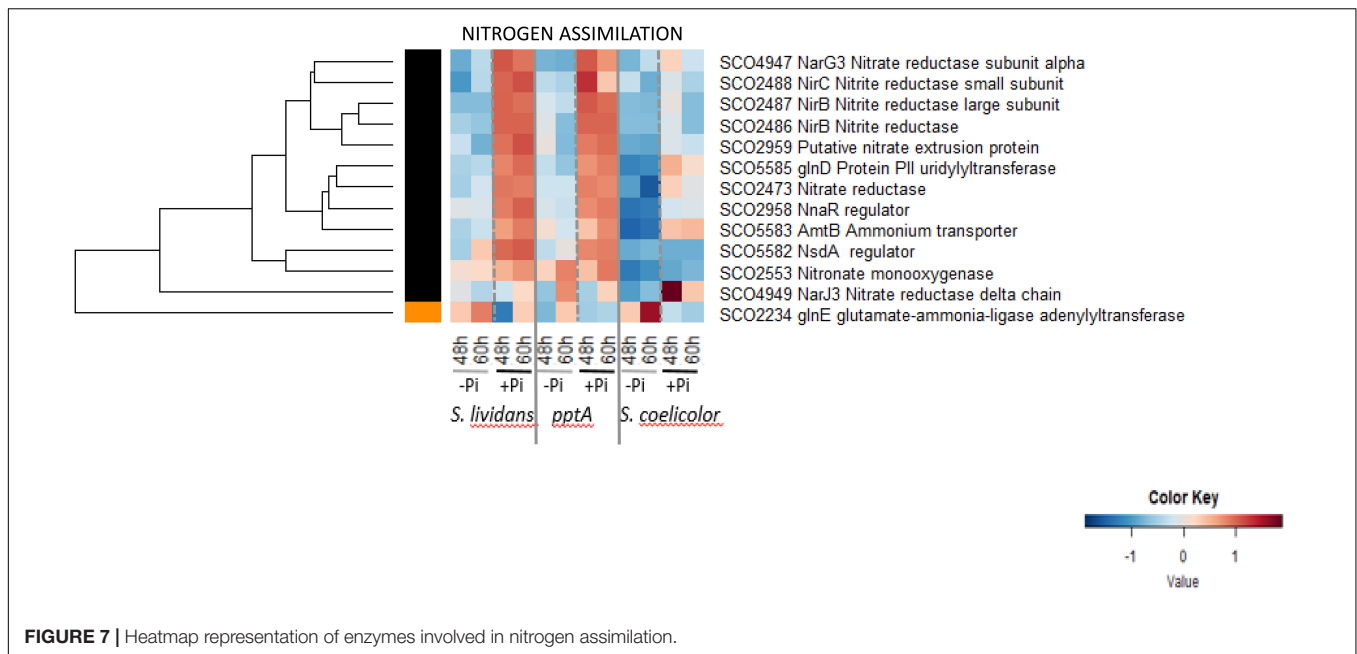 NITROGEN ASSIMILATION
SCO4947 NarG3 Nitrate reductase subunit alpha
SCO2488 NirC Nitrite reductase small subunit
SCO2487 NirB Nitrite reductase large subunit
SCO2486 NirB Nitrite reductase
SCO2959 Putative nitrate extrusion protein
SCO5585 glnD Protein PII uridylyltransferase
SCO2473 Nitrate reductase
SCO2958 NnaR regulator
SCO5583 AmtB Ammonium transporter
SCO5582 NsdA regulator
SCO2553 Nitronate monooxygenase
SCO4949 NarJ3 Nitrate reductase delta chain
SCO2234 glnE glutamate-ammonia-ligase adenylyltransferase
48h 60h 48h 60h 48h 60h 48h 60h 48h 60h 48h 60h
-Pi +Pi -Pi +Pi -Pi +Pi
S. lividans pptA S. coelicolor
Color Key
-1 0 1
Value
FIGURE 7 | Heatmap representation of enzymes involved in nitrogen assimilation.